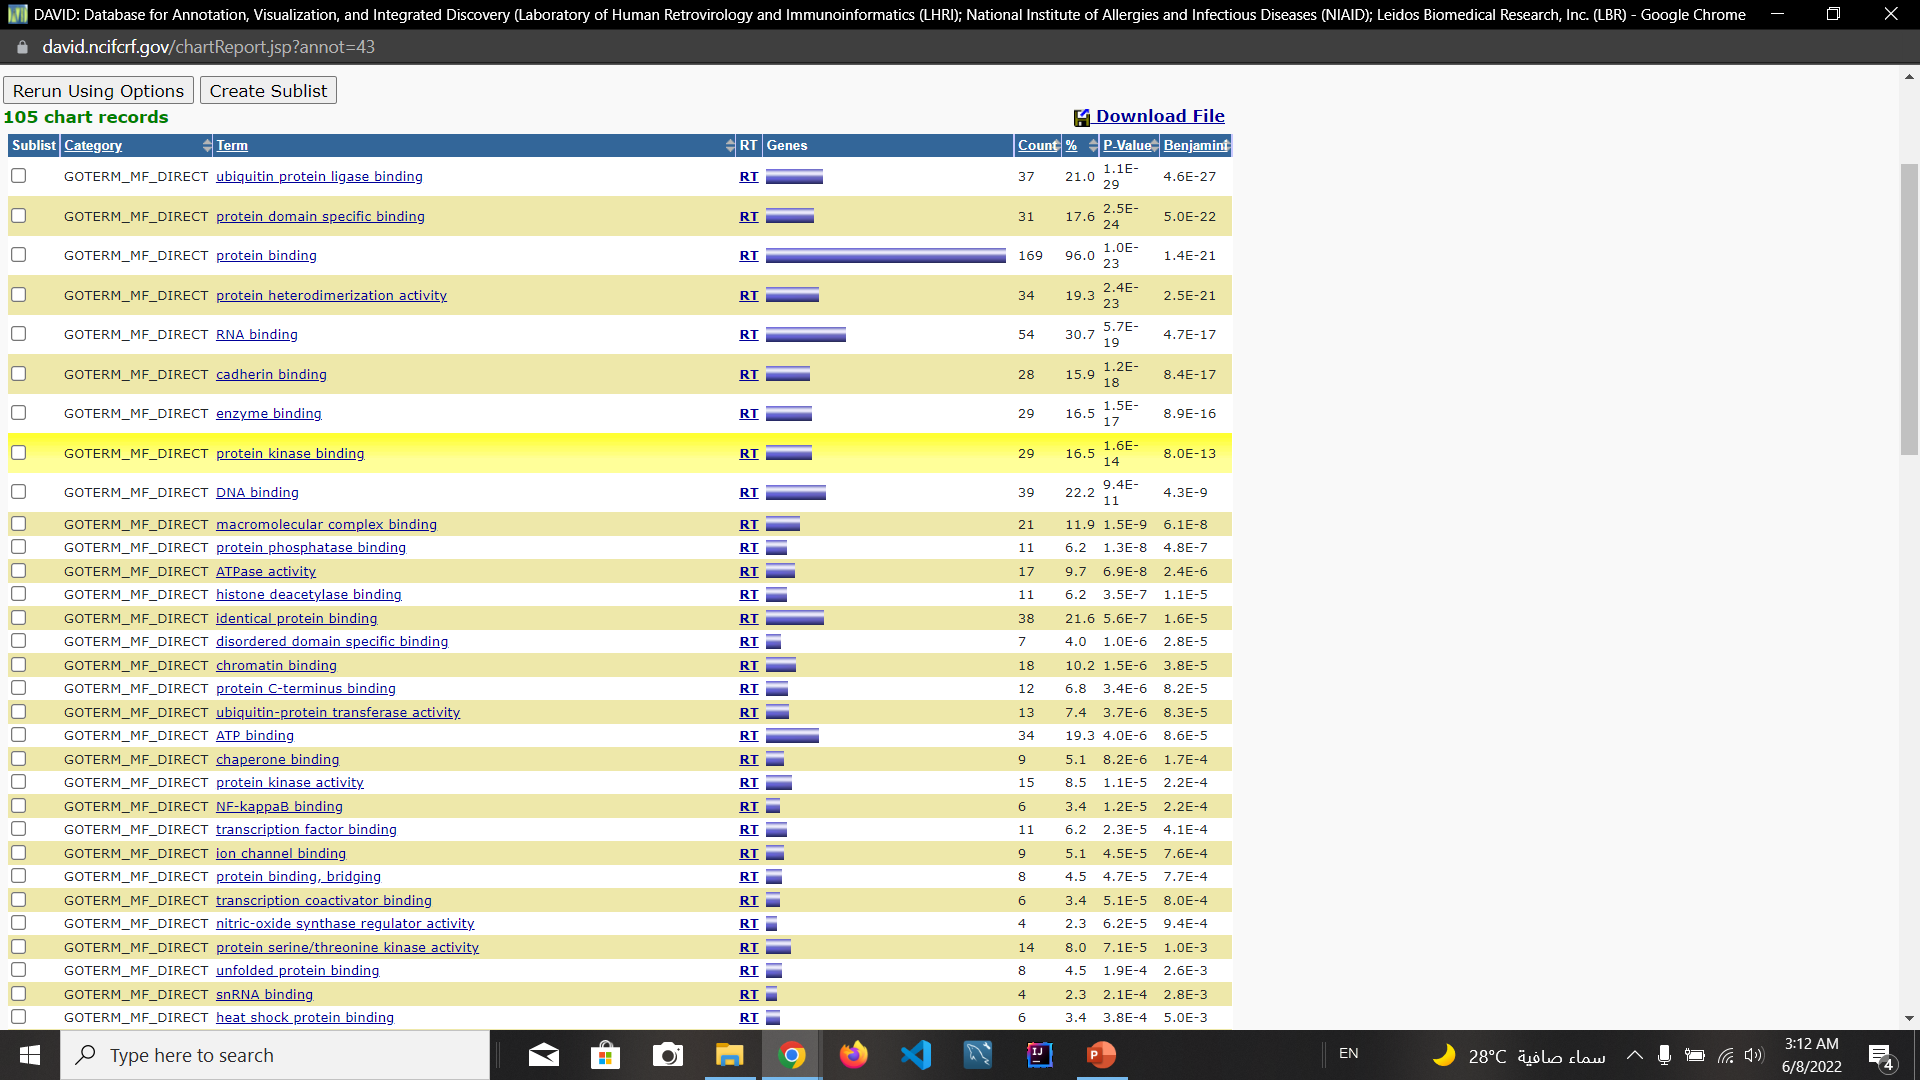 DAVID: Database for Annotation, Visualization, and Integrated Discovery (Laboratory of Human Retrovirology and Immunoinformatics (LHRI); National Institute of Allergies and Infectious Diseases (NIAID); Leidos Biomedical Research, Inc. (LBR) - Google Chrome
david.ncifcrf.gov/chartReport.jsp?annot=43
Rerun Using Options Create Sublist
105 chart records Download File
Sublist Category Term RT Genes Count % P-Value Benjamini
GOTERM_MF_DIRECT ubiquitin protein ligase binding RT 37 21.0 1.1E-29 4.6E-27
GOTERM_MF_DIRECT protein domain specific binding RT 31 17.6 2.5E-24 5.0E-22
GOTERM_MF_DIRECT protein binding RT 169 96.0 1.0E-23 1.4E-21
GOTERM_MF_DIRECT protein heterodimerization activity RT 34 19.3 2.4E-23 2.5E-21
GOTERM_MF_DIRECT RNA binding RT 54 30.7 5.7E-19 4.7E-17
GOTERM_MF_DIRECT cadherin binding RT 28 15.9 1.2E-18 8.4E-17
GOTERM_MF_DIRECT enzyme binding RT 29 16.5 1.5E-17 8.9E-16
GOTERM_MF_DIRECT protein kinase binding RT 29 16.5 1.6E-14 8.0E-13
GOTERM_MF_DIRECT DNA binding RT 39 22.2 9.4E-11 4.3E-9
GOTERM_MF_DIRECT macromolecular complex binding RT 21 11.9 1.5E-9 6.1E-8
GOTERM_MF_DIRECT protein phosphatase binding RT 11 6.2 1.3E-8 4.8E-7
GOTERM_MF_DIRECT ATPase activity RT 17 9.7 6.9E-8 2.4E-6
GOTERM_MF_DIRECT histone deacetylase binding RT 11 6.2 3.5E-7 1.1E-5
GOTERM_MF_DIRECT identical protein binding RT 38 21.6 5.6E-7 1.6E-5
GOTERM_MF_DIRECT disordered domain specific binding RT 7 4.0 1.0E-6 2.8E-5
GOTERM_MF_DIRECT chromatin binding RT 18 10.2 1.5E-6 3.8E-5
GOTERM_MF_DIRECT protein C-terminus binding RT 12 6.8 3.4E-6 8.2E-5
GOTERM_MF_DIRECT ubiquitin-protein transferase activity RT 13 7.4 3.7E-6 8.3E-5
GOTERM_MF_DIRECT ATP binding RT 34 19.3 4.0E-6 8.6E-5
GOTERM_MF_DIRECT chaperone binding RT 9 5.1 8.2E-6 1.7E-4
GOTERM_MF_DIRECT protein kinase activity RT 15 8.5 1.1E-5 2.2E-4
GOTERM_MF_DIRECT NF-kappaB binding RT 6 3.4 1.2E-5 2.2E-4
GOTERM_MF_DIRECT transcription factor binding RT 11 6.2 2.3E-5 4.1E-4
GOTERM_MF_DIRECT ion channel binding RT 9 5.1 4.5E-5 7.6E-4
GOTERM_MF_DIRECT protein binding, bridging RT 8 4.5 4.7E-5 7.7E-4
GOTERM_MF_DIRECT transcription coactivator binding RT 6 3.4 5.1E-5 8.0E-4
GOTERM_MF_DIRECT nitric-oxide synthase regulator activity RT 4 2.3 6.2E-5 9.4E-4
GOTERM_MF_DIRECT protein serine/threonine kinase activity RT 14 8.0 7.1E-5 1.0E-3
GOTERM_MF_DIRECT unfolded protein binding RT 8 4.5 1.9E-4 2.6E-3
GOTERM_MF_DIRECT snRNA binding RT 4 2.3 2.1E-4 2.8E-3
GOTERM_MF_DIRECT heat shock protein binding RT 6 3.4 3.8E-4 5.0E-3
Type here to search EN 28°C سماء صافية 3:12 AM
6/8/2022 4